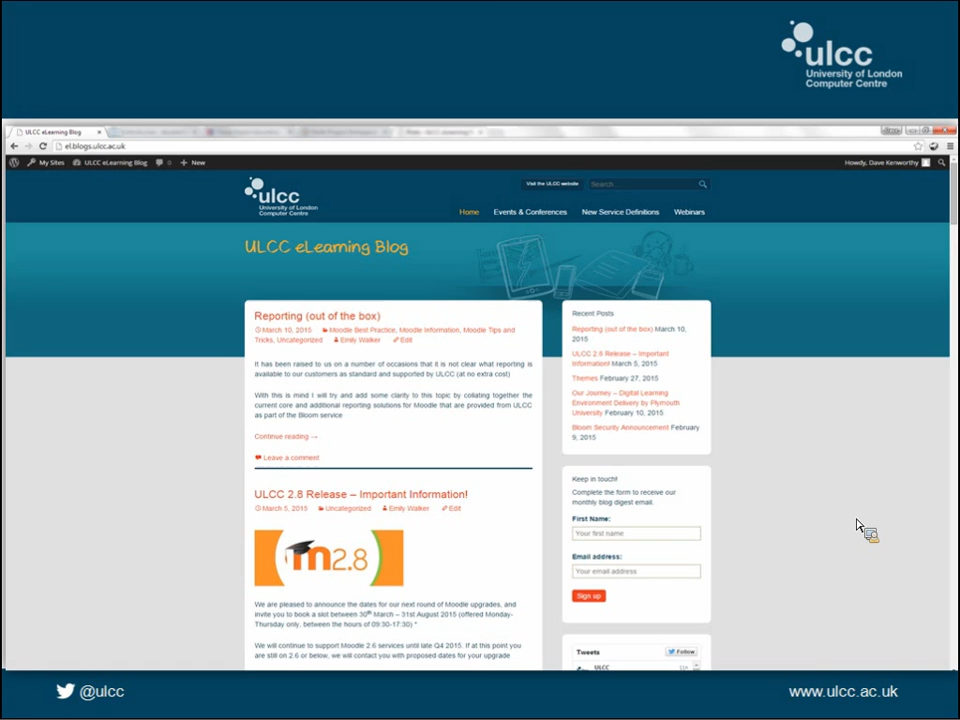 ulcc
University of London
Computer Centre
ULCC eLearning Blog
el.blogs.ulcc.ac.uk
My Sites ULCC eLearning Blog 0 + New Howdy, Dave Kenworthy
ulcc
University of London
Computer Centre
Visit the ULCC website Search
Home Events & Conferences New Service Definitions Webinars
ULCC eLearning Blog
Reporting (out of the box)
March 10, 2015 Moodle Best Practice, Moodle Information, Moodle Tips and
Tricks, Uncategorized Emily Walker Edit
It has been raised to us on a number of occasions that it is not clear what reporting is
available to our customers as standard and supported by ULCC (at no extra cost)
With this is mind I will try and add some clarity to this topic by collating together the
current core and additional reporting solutions for Moodle that are provided from ULCC
as part of the Bloom service
Continue reading →
Leave a comment
ULCC 2.8 Release – Important Information!
March 5, 2015 Uncategorized Emily Walker Edit
m2.8
We are pleased to announce the dates for our next round of Moodle upgrades, and
invite you to book a slot between 30th March – 31st August 2015 (offered Monday-
Thursday only, between the hours of 09:30-17:30) *
We will continue to support Moodle 2.6 services until late Q4 2015. If at this point you
are still on 2.6 or below, we will contact you with proposed dates for your upgrade
Recent Posts
Reporting (out of the box) March 10,
2015
ULCC 2.8 Release – Important
Information! March 5, 2015
Themes February 27, 2015
Our Journey – Digital Learning
Environment Delivery by Plymouth
University February 10, 2015
Bloom Security Announcement February
9, 2015
Keep in touch!
Complete the form to receive our
monthly blog digest email.
First Name:
Your first name
Email address:
Your email address
Sign up
Tweets Follow
ULCC 11h
@ulcc www.ulcc.ac.uk